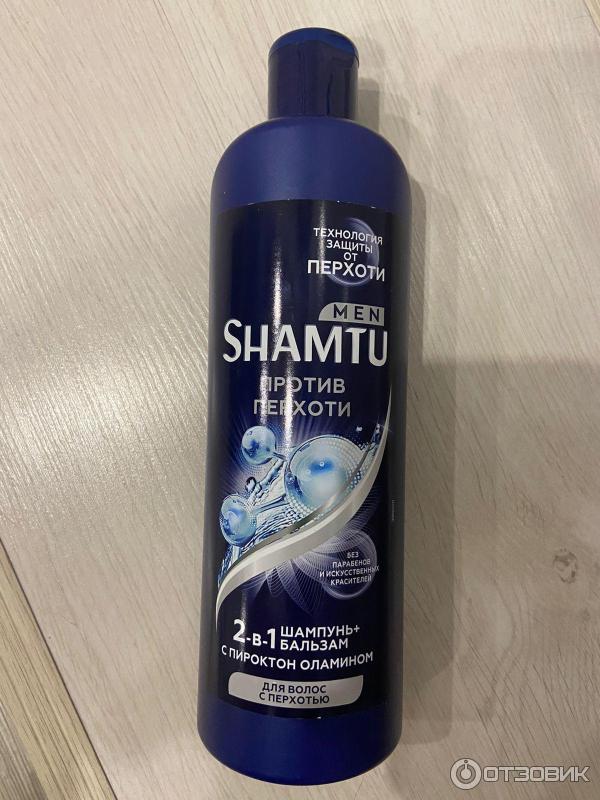 ТЕХНОЛОГИЯ
ЗАЩИТЫ
ОТ
ПЕРХОТИ
MEN
SHAMTU
ПРОТИВ
ПЕРХОТИ
БЕЗ
ПАРАБЕНОВ
И ИСКУССТВЕННЫХ
КРАСИТЕЛЕЙ
2-в-1 ШАМПУНЬ+
БАЛЬЗАМ
С ПИРОКТОН ОЛАМИНОМ
ДЛЯ ВОЛОС
С ПЕРХОТЬЮ
ОТЗОВИК